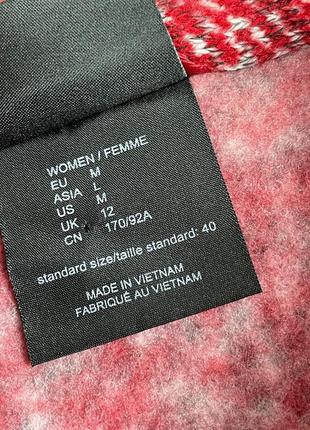 WOMEN / FEMME
EU M
ASIA L
US M
UK 12
CN 170/92A
standard size/taille standard: 40
MADE IN VIETNAM
FABRIQUÉ AU VIETNAM